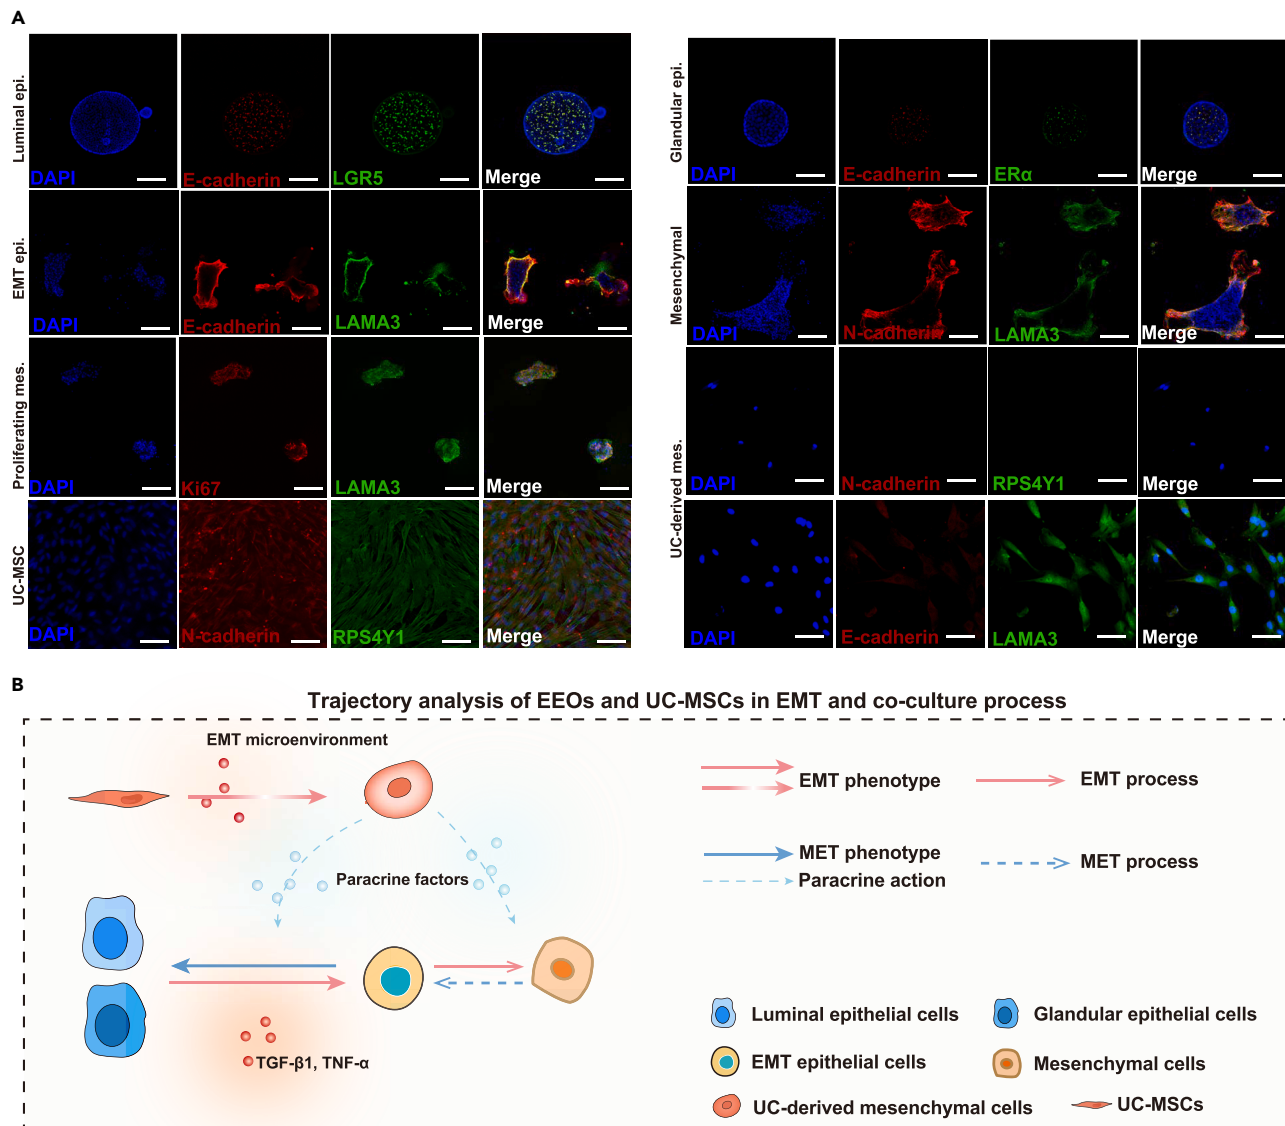 A
Luminal epi.
DAPI
E-cadherin
LGR5
Merge
EMT epi.
DAPI
E-cadherin
LAMA3
Merge
Proliferating mes.
DAPI
Ki67
LAMA3
Merge
UC-MSC
DAPI
N-cadherin
RPS4Y1
Merge
Glandular epi.
DAPI
E-cadherin
ERα
Merge
Mesenchymal
DAPI
N-cadherin
LAMA3
Merge
UC-derived mes.
DAPI
N-cadherin
RPS4Y1
Merge
DAPI
E-cadherin
LAMA3
Merge
B
Trajectory analysis of EEOs and UC-MSCs in EMT and co-culture process
EMT microenvironment
Paracrine factors
TGF-β1, TNF-α
EMT phenotype
EMT process
MET phenotype
MET process
Paracrine action
Luminal epithelial cells
Glandular epithelial cells
EMT epithelial cells
Mesenchymal cells
UC-derived mesenchymal cells
UC-MSCs